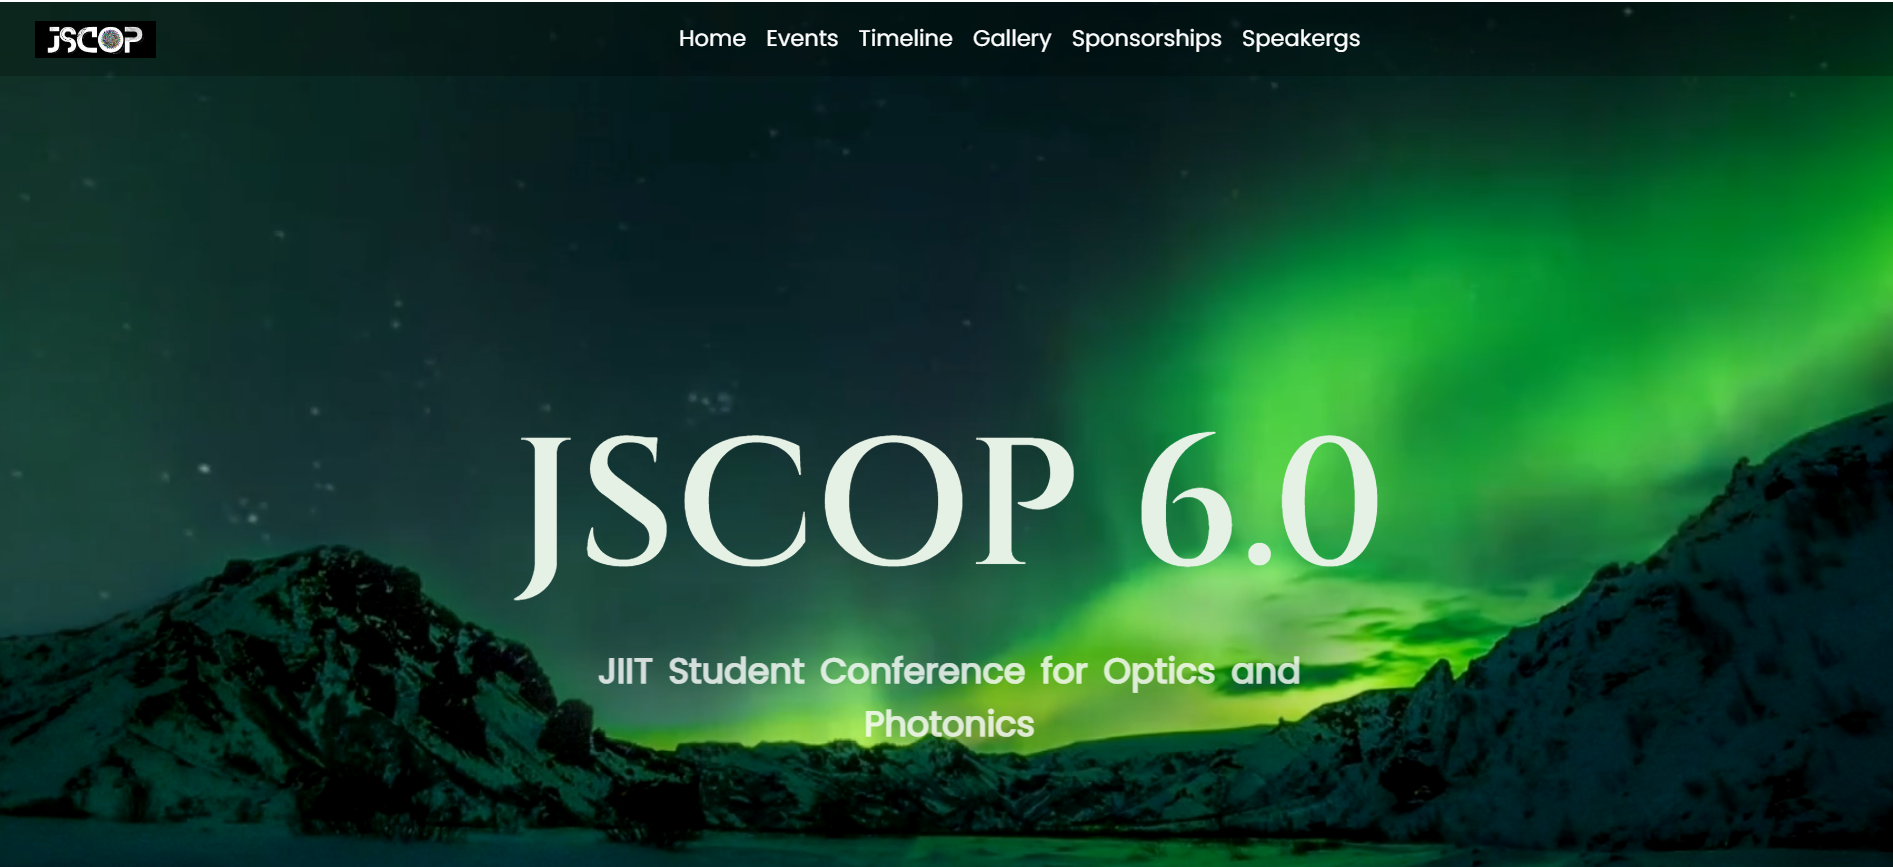 JSCOP
Home Events Timeline Gallery Sponsorships Speakergs
JSCOP 6.0
JIIT Student Conference for Optics and
Photonics